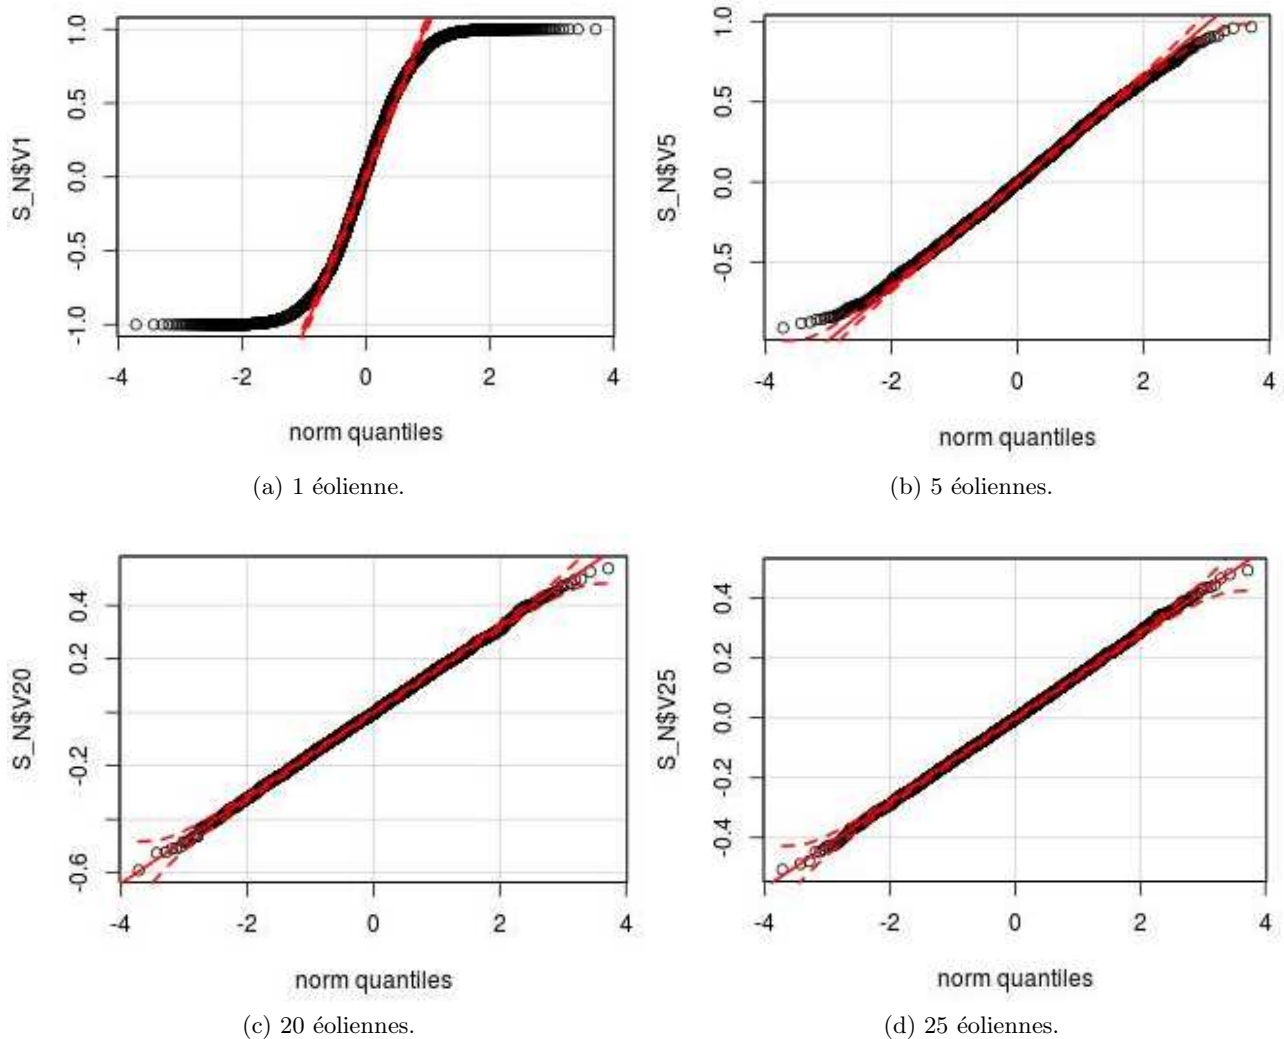 1.0
0.5
0.0
-0.5
-1.0
S_N$V1
-4 -2 0 2 4
norm quantiles
(a) 1 éolienne.
1.0
0.5
0.0
-0.5
S_N$V5
-4 -2 0 2 4
norm quantiles
(b) 5 éoliennes.
0.4
0.2
-0.2
-0.6
S_N$V20
-4 -2 0 2 4
norm quantiles
(c) 20 éoliennes.
0.4
0.2
0.0
-0.2
-0.4
S_N$V25
-4 -2 0 2 4
norm quantiles
(d) 25 éoliennes.